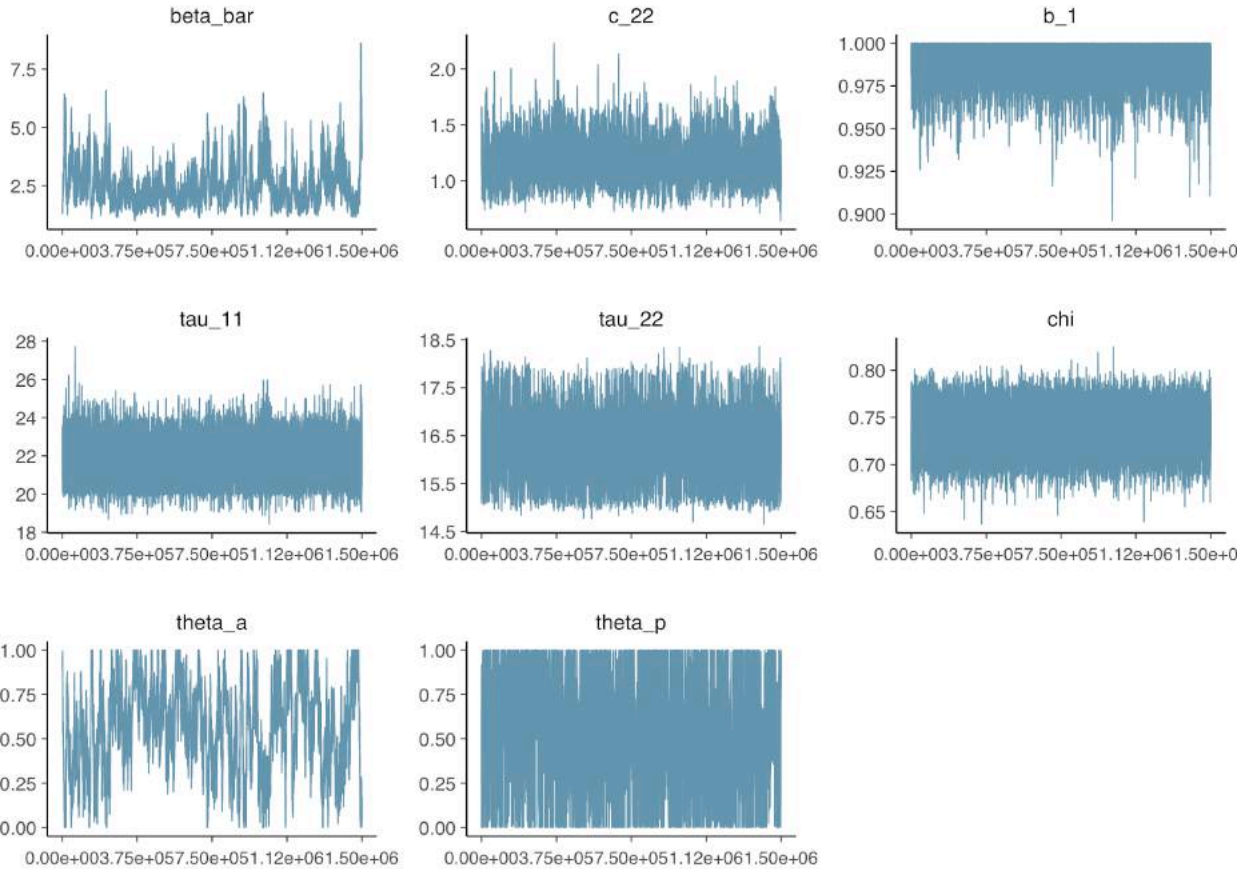 beta_bar
7.5
5.0
2.5
0.00e+003.75e+057.50e+051.12e+061.50e+06
c_22
2.0
1.5
1.0
0.00e+003.75e+057.50e+051.12e+061.50e+06
b_1
1.000
0.975
0.950
0.925
0.900
0.00e+003.75e+057.50e+051.12e+061.50e+0
tau_11
28
26
24
22
20
18
0.00e+003.75e+057.50e+051.12e+061.50e+06
tau_22
18.5
17.5
16.5
15.5
14.5
0.00e+003.75e+057.50e+051.12e+061.50e+06
chi
0.80
0.75
0.70
0.65
0.00e+003.75e+057.50e+051.12e+061.50e+0
theta_a
1.00
0.75
0.50
0.25
0.00
0.00e+003.75e+057.50e+051.12e+061.50e+06
theta_p
1.00
0.75
0.50
0.25
0.00
0.00e+003.75e+057.50e+051.12e+061.50e+06